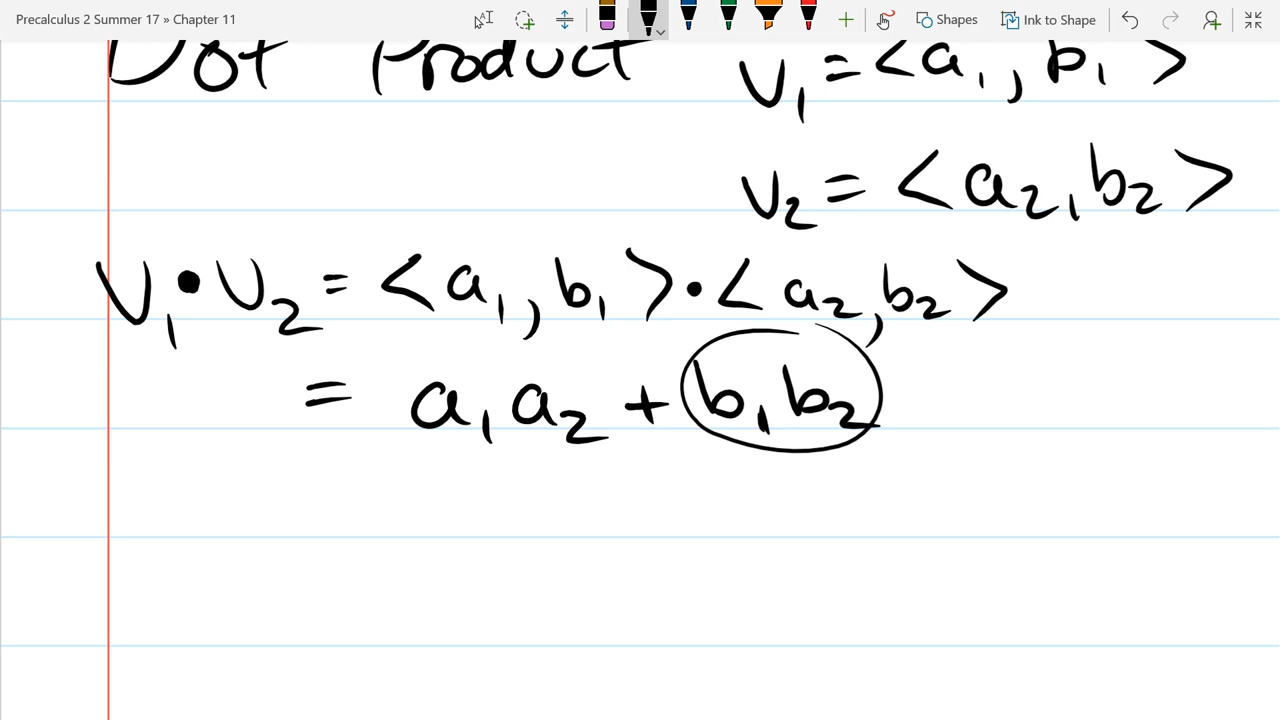 Precalculus 2 Summer 17 » Chapter 11
Shapes
Ink to Shape
Dot Product
V₁ = <a₁, b₁>
V₂ = <a₂, b₂>
V₁ • V₂ = <a₁, b₁> • <a₂, b₂>
= a₁a₂ + b₁b₂